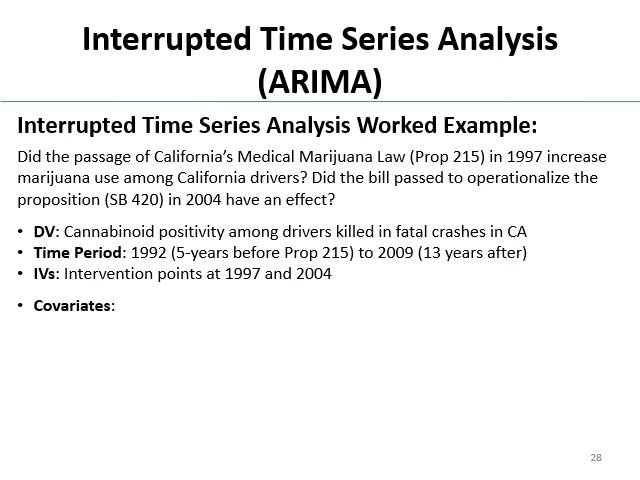 Interrupted Time Series Analysis
(ARIMA)
Interrupted Time Series Analysis Worked Example:
Did the passage of California’s Medical Marijuana Law (Prop 215) in 1997 increase
marijuana use among California drivers? Did the bill passed to operationalize the
proposition (SB 420) in 2004 have an effect?
• DV: Cannabinoid positivity among drivers killed in fatal crashes in CA
• Time Period: 1992 (5-years before Prop 215) to 2009 (13 years after)
• IVs: Intervention points at 1997 and 2004
• Covariates:
28